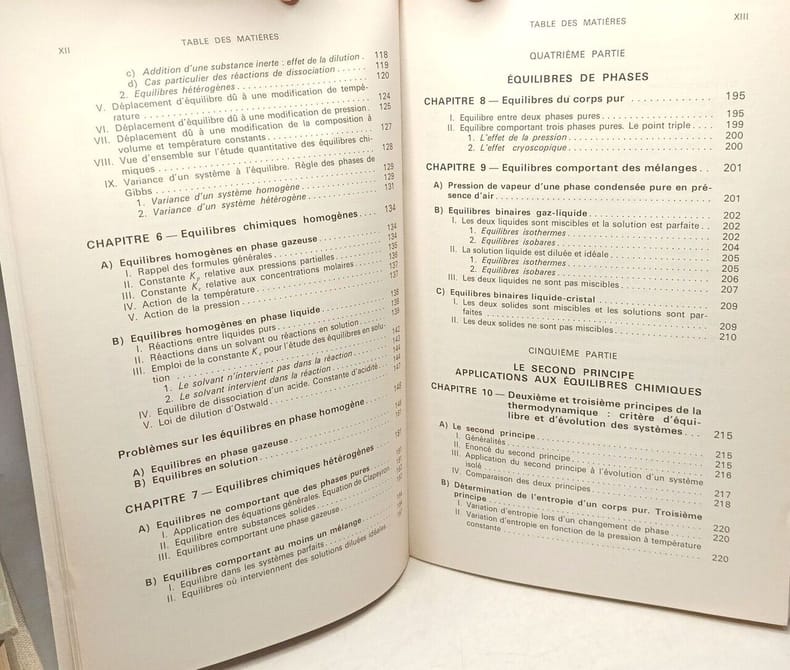 XII
TABLE DES MATIÈRES
c) Addition d'une substance inerte : effet de la dilution . 118
d) Cas particulier des réactions de dissociation . . . . . . 119
2. Equilibres hétérogènes . . . . . . 120
V. Déplacement d'équilibre dû à une modification de tempé-
rature . . . . . . 124
VI. Déplacement d'équilibre dû à une modification de pression. 125
VII. Déplacement dû à une modification de la composition à
volume et température constants . . . . . . 127
VIII. Vue d'ensemble sur l'étude quantitative des équilibres chi-
miques . . . . . . 128
IX. Variance d'un système à l'équilibre. Règle des phases de
Gibbs . . . . . . 129
1. Variance d'un système homogène . . . . . . 129
2. Variance d'un système hétérogène . . . . . . 131
CHAPITRE 6 — Equilibres chimiques homogènes . . . . 134
A) Equilibres homogènes en phase gazeuse . . . . . . 134
I. Rappel des formules générales . . . . . . 134
II. Constante Kp relative aux pressions partielles . . . . . . 135
III. Constante Kc relative aux concentrations molaires . . . . . . 136
IV. Action de la température . . . . . . 137
V. Action de la pression . . . . . . 137
B) Equilibres homogènes en phase liquide . . . . . . 138
I. Réactions entre liquides purs . . . . . . 138
II. Réactions dans un solvant ou réactions en solution . . . . . . 139
III. Emploi de la constante Kc pour l'étude des équilibres en solu-
tion . . . . . . 142
1. Le solvant n'intervient pas dans la réaction . . . . . . 143
2. Le solvant intervient dans la réaction . . . . . . 144
IV. Equilibre de dissociation d'un acide. Constante d'acidité . 144
V. Loi de dilution d'Ostwald . . . . . . 147
Problèmes sur les équilibres en phase homogène . . . . . . 148
A) Equilibres en phase gazeuse . . . . . . 148
B) Equilibres en solution . . . . . . 151
CHAPITRE 7 — Equilibres chimiques hétérogènes . . . . . . 191
A) Equilibres ne comportant que des phases pures . . . . . .
I. Application des équations générales. Equation de Clapeyron
II. Equilibre entre substances solides . . . . . .
III. Equilibres comportant une phase gazeuse . . . . . .
B) Equilibres comportant au moins un mélange . . . . . .
I. Equilibre dans les systèmes parfaits . . . . . .
II. Equilibres où interviennent des solutions diluées idéales
TABLE DES MATIÈRES
XIII
QUATRIÈME PARTIE
ÉQUILIBRES DE PHASES
CHAPITRE 8 — Equilibres du corps pur . . . . . . 195
I. Equilibre entre deux phases pures . . . . . . 195
II. Equilibre comportant trois phases pures. Le point triple . . . 199
1. L'effet de la pression . . . . . . 200
2. L'effet cryoscopique . . . . . . 200
CHAPITRE 9 — Equilibres comportant des mélanges . . 201
A) Pression de vapeur d'une phase condensée pure en pré-
sence d'air . . . . . . 201
B) Equilibres binaires gaz-liquide . . . . . . 202
I. Les deux liquides sont miscibles et la solution est parfaite . . 202
1. Equilibres isothermes . . . . . . 202
2. Equilibres isobares . . . . . . 204
II. La solution liquide est diluée et idéale . . . . . . 205
1. Equilibres isothermes . . . . . . 205
2. Equilibres isobares . . . . . . 206
III. Les deux liquides ne sont pas miscibles . . . . . . 207
C) Equilibres binaires liquide-cristal . . . . . . 209
I. Les deux solides sont miscibles et les solutions sont par-
faites . . . . . . 209
II. Les deux solides ne sont pas miscibles . . . . . . 210
CINQUIÈME PARTIE
LE SECOND PRINCIPE
APPLICATIONS AUX ÉQUILIBRES CHIMIQUES
CHAPITRE 10 — Deuxième et troisième principes de la
thermodynamique : critère d'équi-
libre et d'évolution des systèmes . . . 215
A) Le second principe . . . . . . 215
I. Généralités . . . . . . 215
II. Enoncé du second principe . . . . . . 216
III. Application du second principe à l'évolution d'un système
isolé . . . . . . 217
IV. Comparaison des deux principes . . . . . . 218
B) Détermination de l'entropie d'un corps pur. Troisième
principe . . . . . . 220
I. Variation d'entropie lors d'un changement de phase . . . . 220
II. Variation d'entropie en fonction de la pression à température
constante . . . . . . 220